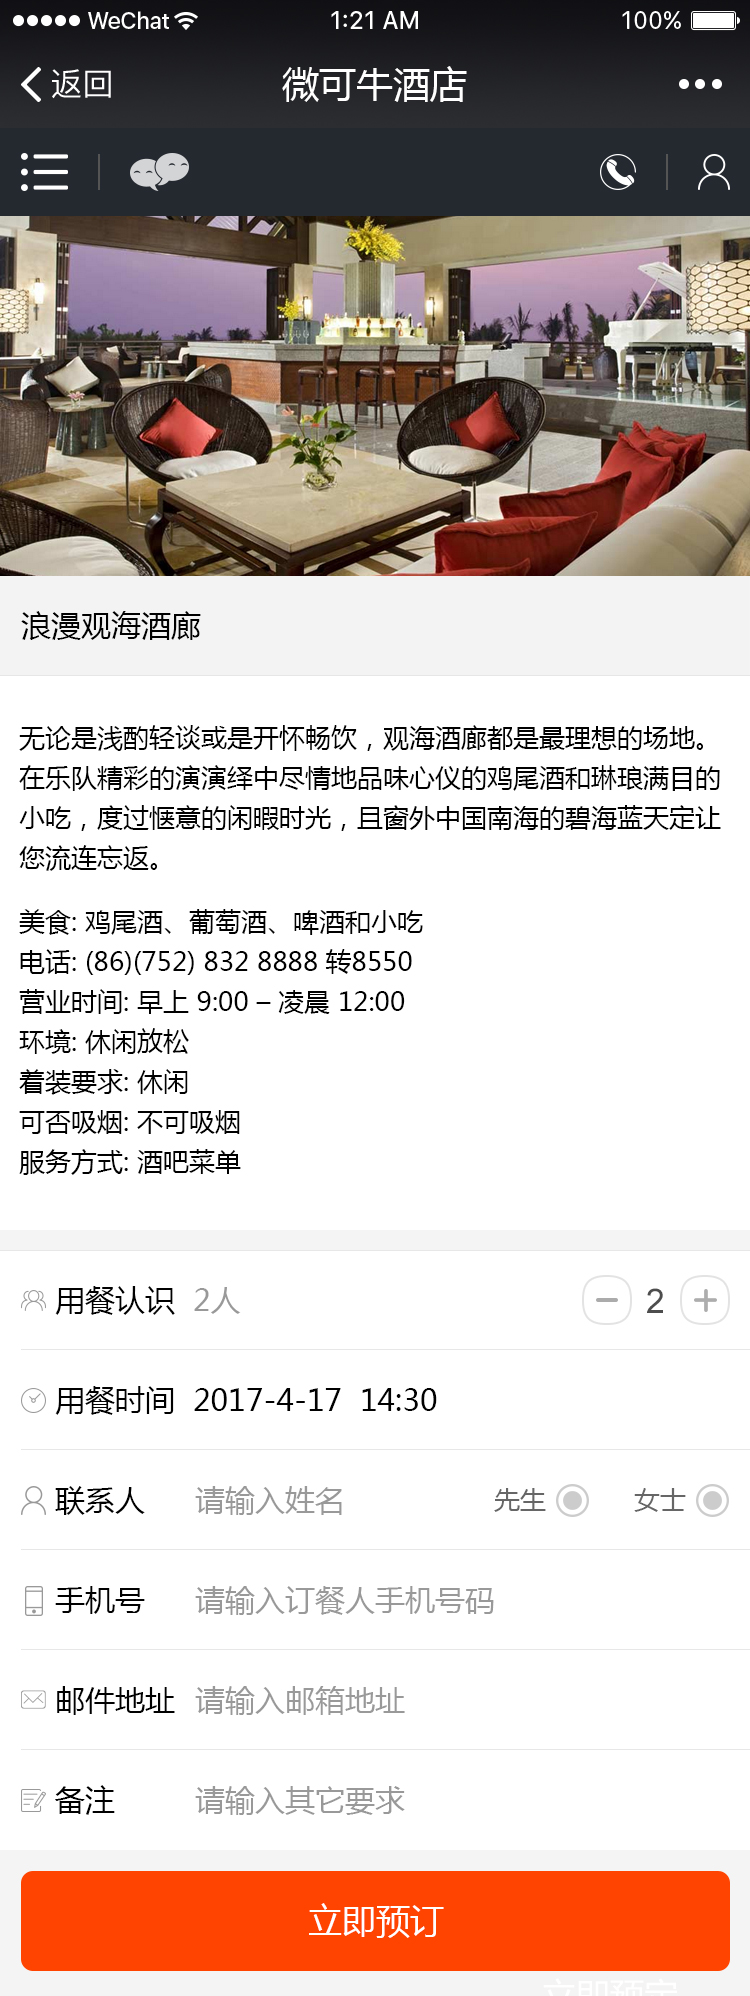 WeChat 1:21 AM 100%
返回 微可牛酒店
浪漫观海酒廊
无论是浅酌轻谈或是开怀畅饮，观海酒廊都是最理想的场地。
在乐队精彩的演演绎中尽情地品味心仪的鸡尾酒和琳琅满目的
小吃，度过惬意的闲暇时光，且窗外中国南海的碧海蓝天定让
您流连忘返。
美食: 鸡尾酒、葡萄酒、啤酒和小吃
电话: (86)(752) 832 8888 转8550
营业时间: 早上 9:00 – 凌晨 12:00
环境: 休闲放松
着装要求: 休闲
可否吸烟: 不可吸烟
服务方式: 酒吧菜单
用餐认识 2人 2
用餐时间 2017-4-17 14:30
联系人 请输入姓名 先生 女士
手机号 请输入订餐人手机号码
邮件地址 请输入邮箱地址
备注 请输入其它要求
立即预订
立即预定